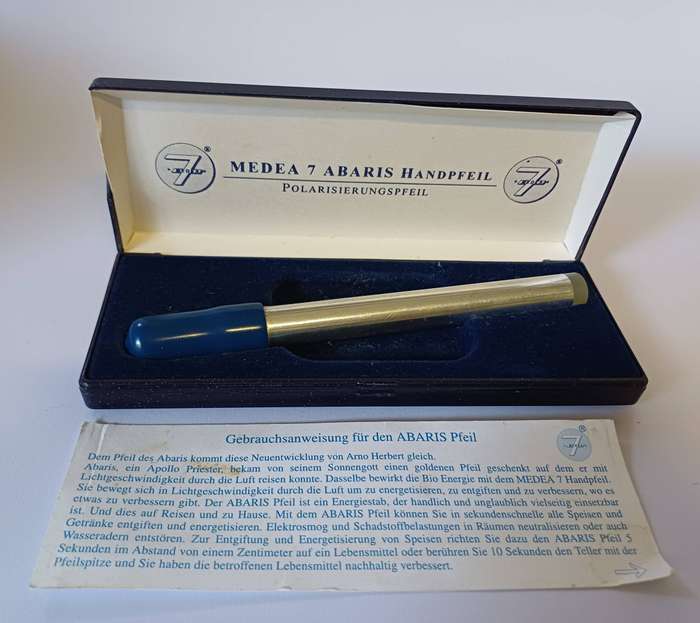 7 ® MEDEA 7 ABARIS HANDPFEIL 7 ®
POLARISIERUNGSPFEIL
Gebrauchsanweisung für den ABARIS Pfeil
7
Dem Pfeil des Abaris kommt diese Neuentwicklung von Arno Herbert gleich.
Abaris, ein Apollo Priester, bekam von seinem Sonnengott einen goldenen Pfeil geschenkt auf dem er mit
Lichtgeschwindigkeit durch die Luft reisen konnte. Dasselbe bewirkt die Bio Energie mit dem MEDEA 7 Handpfeil.
Sie bewegt sich in Lichtgeschwindigkeit durch die Luft um zu energetisieren, zu entgiften und zu verbessern, wo es
etwas zu verbessern gibt. Der ABARIS Pfeil ist ein Energiestab, der handlich und unglaublich vielseitig einsetzbar
ist. Und dies auf Reisen und zu Hause. Mit dem ABARIS Pfeil können Sie in sekundenschnelle alle Speisen und
Getränke entgiften und energetisieren. Elektrosmog und Schadstoffbelastungen in Räumen neutralisieren oder auch
Wasseradern entstören. Zur Entgiftung und Energetisierung von Speisen richten Sie dazu den ABARIS Pfeil 5
Sekunden im Abstand von einem Zentimeter auf ein Lebensmittel oder berühren Sie 10 Sekunden den Teller mit der
Pfeilspitze und Sie haben die betroffenen Lebensmittel nachhaltig verbessert.